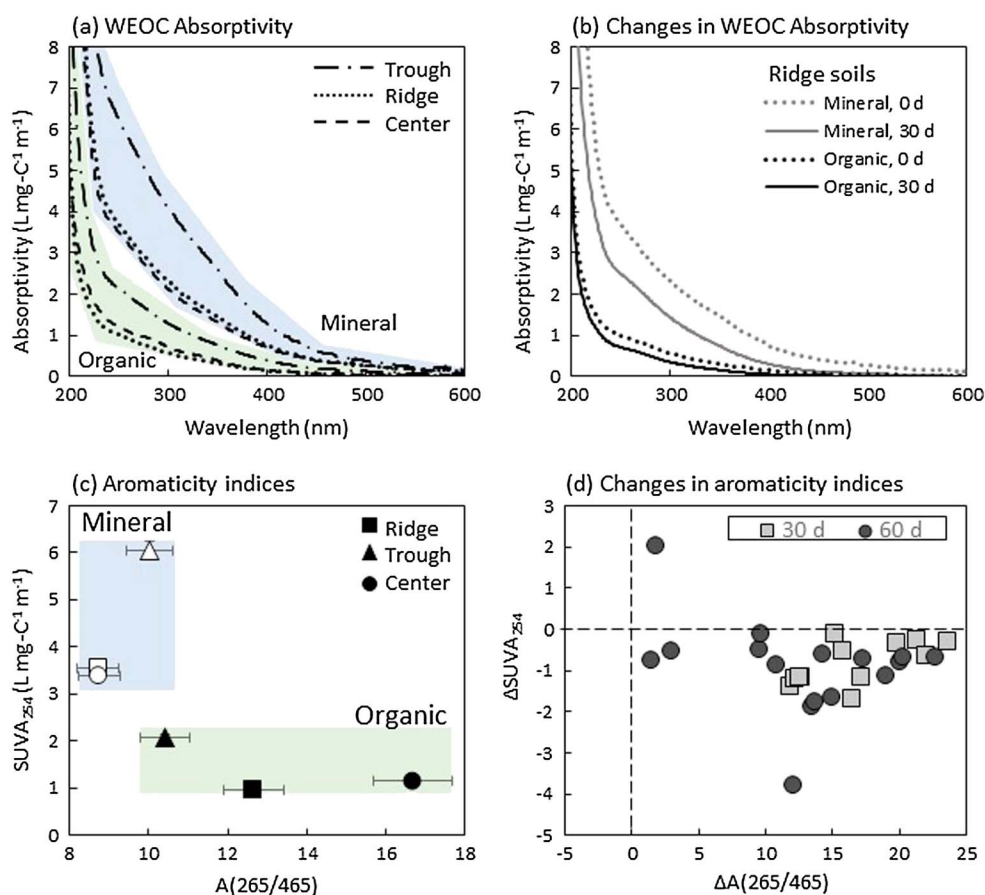 (a) WEOC Absorptivity
8
7
6
5
4
3
2
1
0
Absorptivity (L mg-C⁻¹ m⁻¹)
Trough
Ridge
Center
Mineral
Organic
200 300 400 500 600
Wavelength (nm)
(b) Changes in WEOC Absorptivity
8
7
6
5
4
3
2
1
0
Absorptivity (L mg-C⁻¹ m⁻¹)
Ridge soils
Mineral, 0 d
Mineral, 30 d
Organic, 0 d
Organic, 30 d
200 300 400 500 600
Wavelength (nm)
(c) Aromaticity indices
7
6
5
4
3
2
1
0
SUVA₂₅₄ (L mg-C⁻¹ m⁻¹)
Mineral
Ridge
Trough
Center
Organic
8 10 12 14 16 18
A(265/465)
(d) Changes in aromaticity indices
3
2
1
0
-1
-2
-3
-4
-5
ΔSUVA₂₅₄
30 d 60 d
-5 0 5 10 15 20 25
ΔA(265/465)